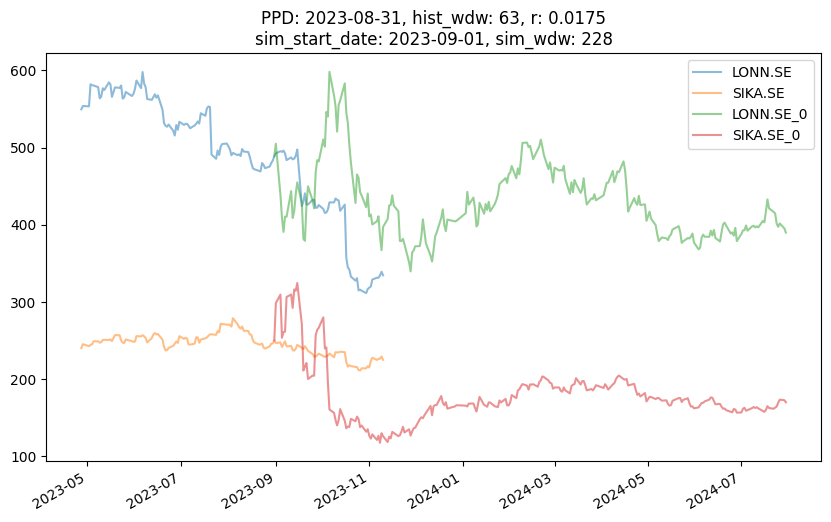 PPD: 2023-08-31, hist_wdw: 63, r: 0.0175
sim_start_date: 2023-09-01, sim_wdw: 228
LONN.SE
SIKA.SE
LONN.SE_0
SIKA.SE_0
600
500
400
300
200
100
2023-05
2023-07
2023-09
2023-11
2024-01
2024-03
2024-05
2024-07